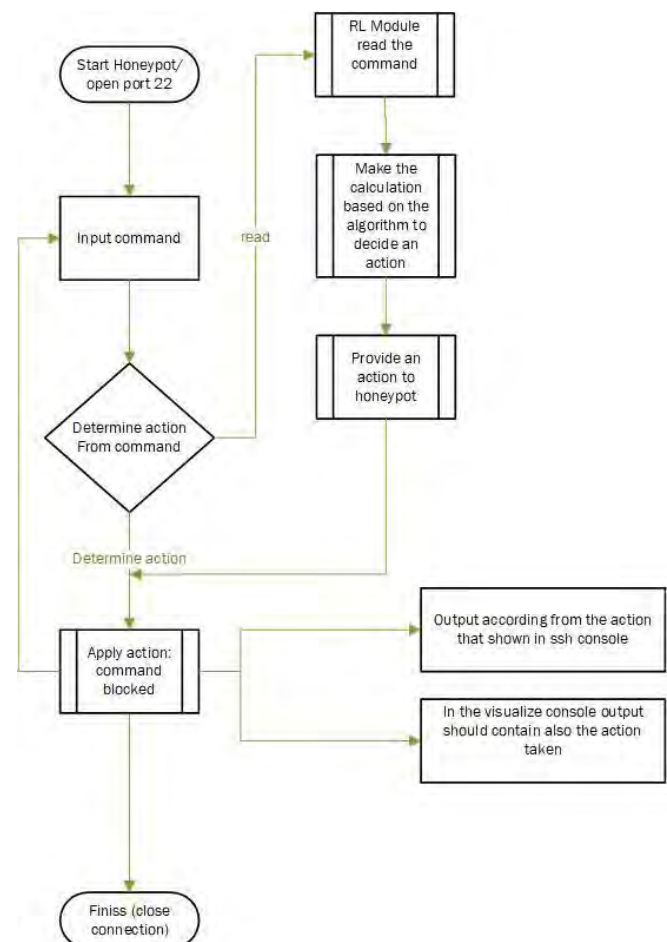 Start Honeypot/
open port 22
RL Module
read the
command
Input command
read
Make the
calculation
based on the
algorithm to
decide an
action
Provide an
action to
honeypot
Determine action
From command
Determine action
Apply action:
command
blocked
Output according from the action
that shown in ssh console
In the visualize console output
should contain also the action
taken
Finiss (close
connection)